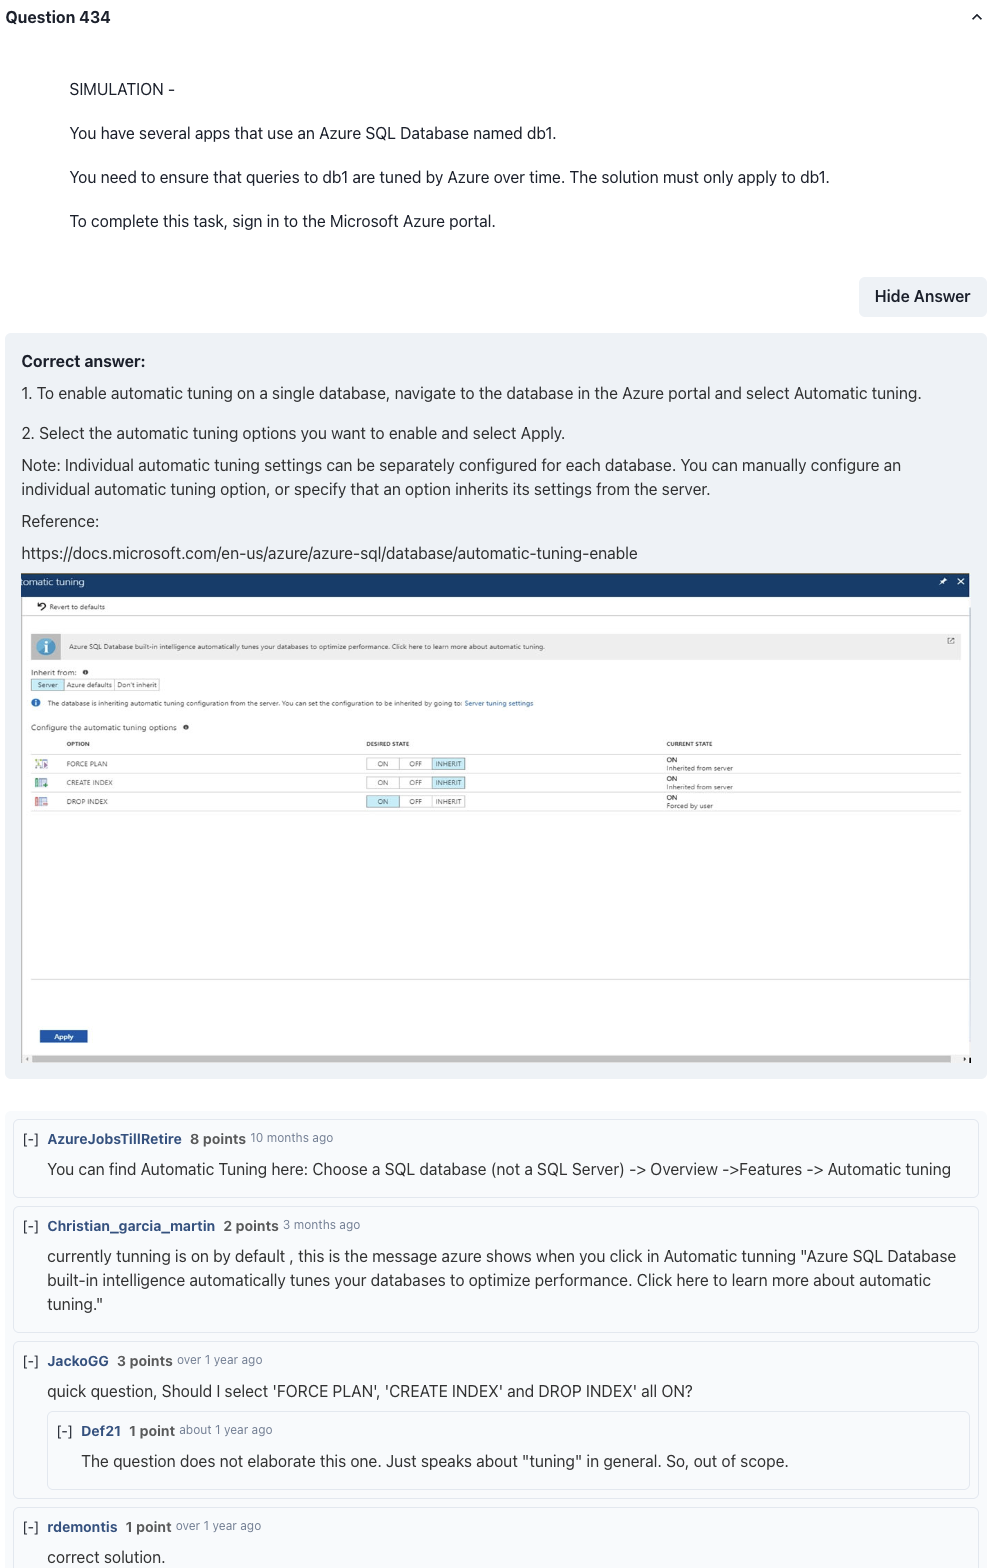 Question 434
SIMULATION -
You have several apps that use an Azure SQL Database named db1.
You need to ensure that queries to db1 are tuned by Azure over time. The solution must only apply to db1.
To complete this task, sign in to the Microsoft Azure portal.
Hide Answer
Correct answer:
1. To enable automatic tuning on a single database, navigate to the database in the Azure portal and select Automatic tuning.
2. Select the automatic tuning options you want to enable and select Apply.
Note: Individual automatic tuning settings can be separately configured for each database. You can manually configure an
individual automatic tuning option, or specify that an option inherits its settings from the server.
Reference:
https://docs.microsoft.com/en-us/azure/azure-sql/database/automatic-tuning-enable
tomatic tuning
Revert to defaults
Azure SQL Database built-in intelligence automatically tunes your databases to optimize performance. Click here to learn more about automatic tuning.
Inherit from:
Server Azure defaults Don't inherit
The database is inheriting automatic tuning configuration from the server. You can set the configuration to be inherited by going to: Server tuning settings
Configure the automatic tuning options
OPTION DESIRED STATE CURRENT STATE
FORCE PLAN ON OFF INHERIT ON
Inherited from server
CREATE INDEX ON OFF INHERIT ON
Inherited from server
DROP INDEX ON OFF INHERIT ON
Forced by user
Apply
[-] AzureJobsTillRetire 8 points 10 months ago
You can find Automatic Tuning here: Choose a SQL database (not a SQL Server) -> Overview ->Features -> Automatic tuning
[-] Christian_garcia_martin 2 points 3 months ago
currently tunning is on by default , this is the message azure shows when you click in Automatic tunning "Azure SQL Database
built-in intelligence automatically tunes your databases to optimize performance. Click here to learn more about automatic
tuning."
[-] JackoGG 3 points over 1 year ago
quick question, Should I select 'FORCE PLAN', 'CREATE INDEX' and DROP INDEX' all ON?
[-] Def21 1 point about 1 year ago
The question does not elaborate this one. Just speaks about "tuning" in general. So, out of scope.
[-] rdemontis 1 point over 1 year ago
correct solution.